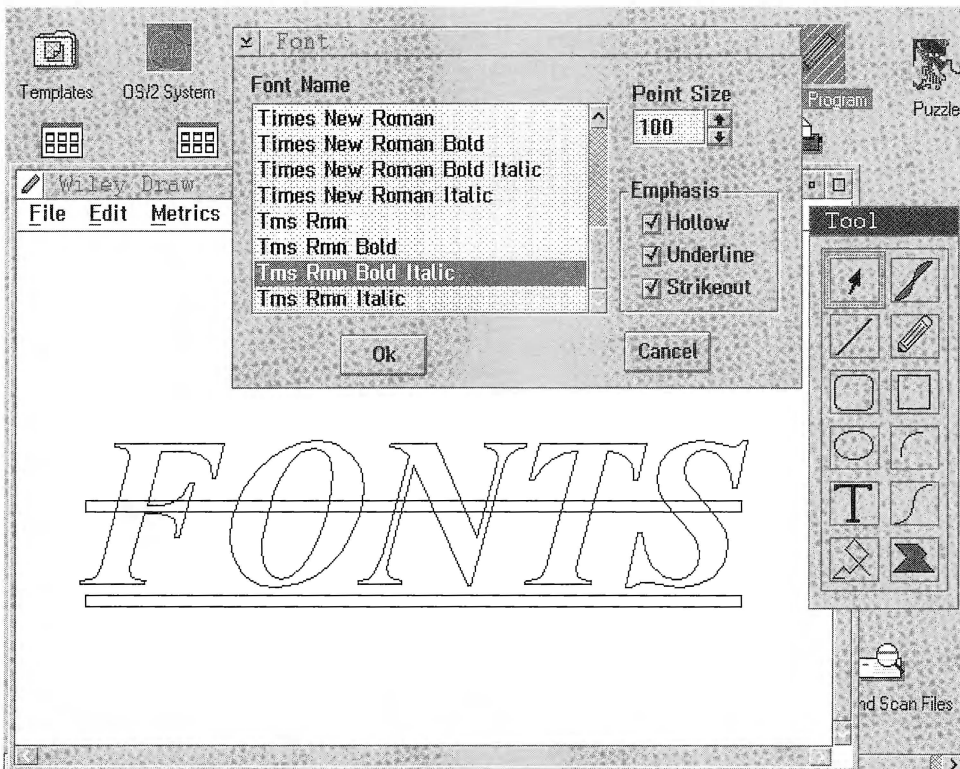 Templates
OS/2 System
Font
Font Name
Times New Roman
Times New Roman Bold
Times New Roman Bold Italic
Times New Roman Italic
Tms Rmn
Tms Rmn Bold
Tms Rmn Bold Italic
Tms Rmn Italic
Point Size
100
Emphasis
Hollow
Underline
Strikeout
Ok
Cancel
Program
Puzzle
Wiley Draw
File Edit Metrics
Tool
T
FONTS
nd Scan Files